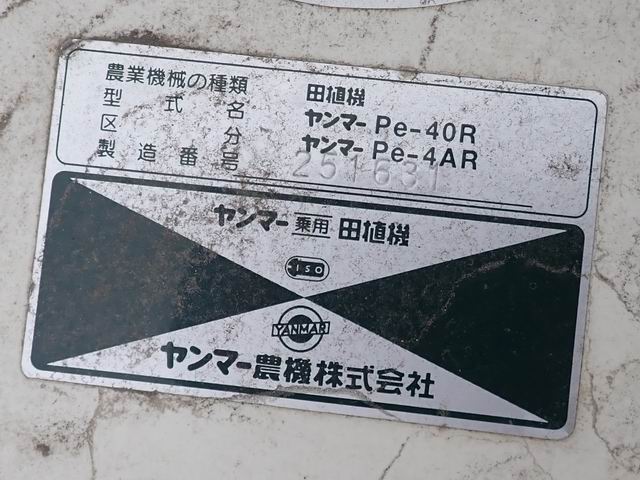 農業機械の種類 田植機
型式名 ヤンマー Pe-40R
区分 ヤンマー Pe-4AR
製造番号 251631
ヤンマー 乗用 田植機
ISO
YANMAR
ヤンマー農機株式会社